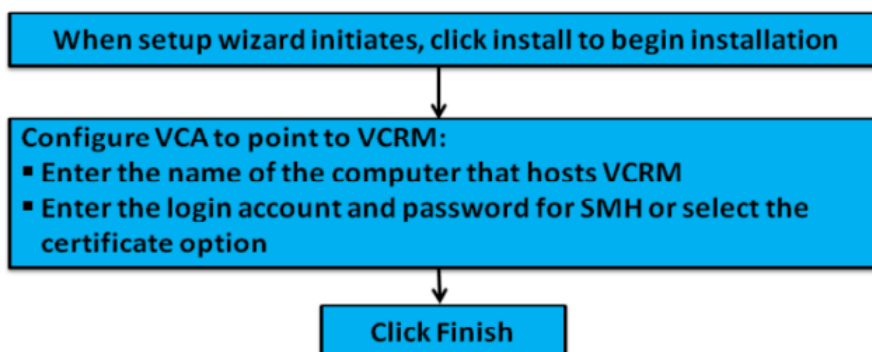 When setup wizard initiates, click install to begin installation
Configure VCA to point to VCRM:
▪ Enter the name of the computer that hosts VCRM
▪ Enter the login account and password for SMH or select the
certificate option
Click Finish